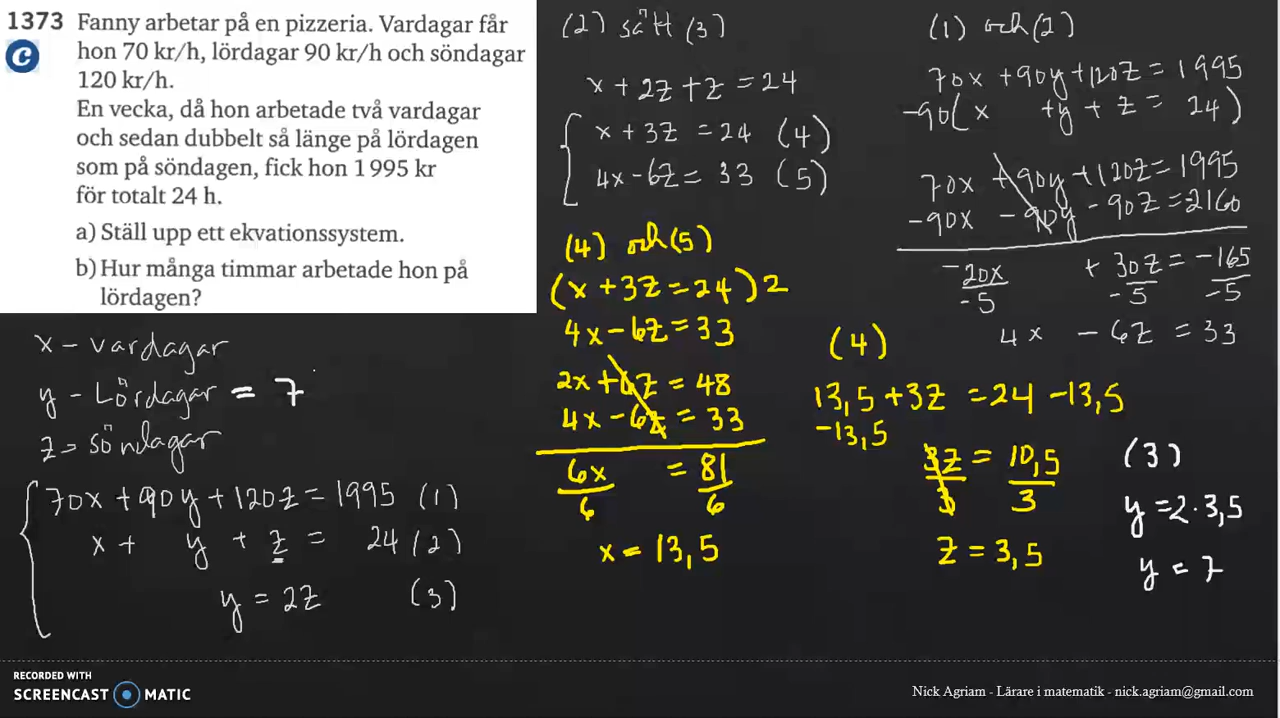 1373 Fanny arbetar på en pizzeria. Vardagar får
hon 70 kr/h, lördagar 90 kr/h och söndagar
120 kr/h.
C
En vecka, då hon arbetade två vardagar
och sedan dubbelt så länge på lördagen
som på söndagen, fick hon 1 995 kr
för totalt 24 h.
a) Ställ upp ett ekvationssystem.
b) Hur många timmar arbetade hon på
lördagen?
x - vardagar
y - Lördagar = 7
z = söndagar
70x + 90y + 120z = 1995 (1)
x + y + z = 24 (2)
y = 2z (3)
(2) sätt (3)
x + 2z + z = 24
x + 3z = 24 (4)
4x - 6z = 33 (5)
(4) och (5)
(x + 3z = 24) 2
4x - 6z = 33
2x + 6z = 48
4x - 6z = 33
6x = 81
6 6
x = 13,5
(1) och (2)
70x + 90y + 120z = 1995
-90(x + y + z = 24)
70x + 90y + 120z = 1995
-90x - 90y - 90z = 2160
-20x + 30z = -165
-5 -5 -5
4x - 6z = 33
(4)
13,5 + 3z = 24 - 13,5
-13,5
3z = 10,5
3 3
z = 3,5
(3)
y = 2 · 3,5
y = 7
RECORDED WITH
SCREENCAST MATIC
Nick Agriam - Lärare i matematik - nick.agriam@gmail.com